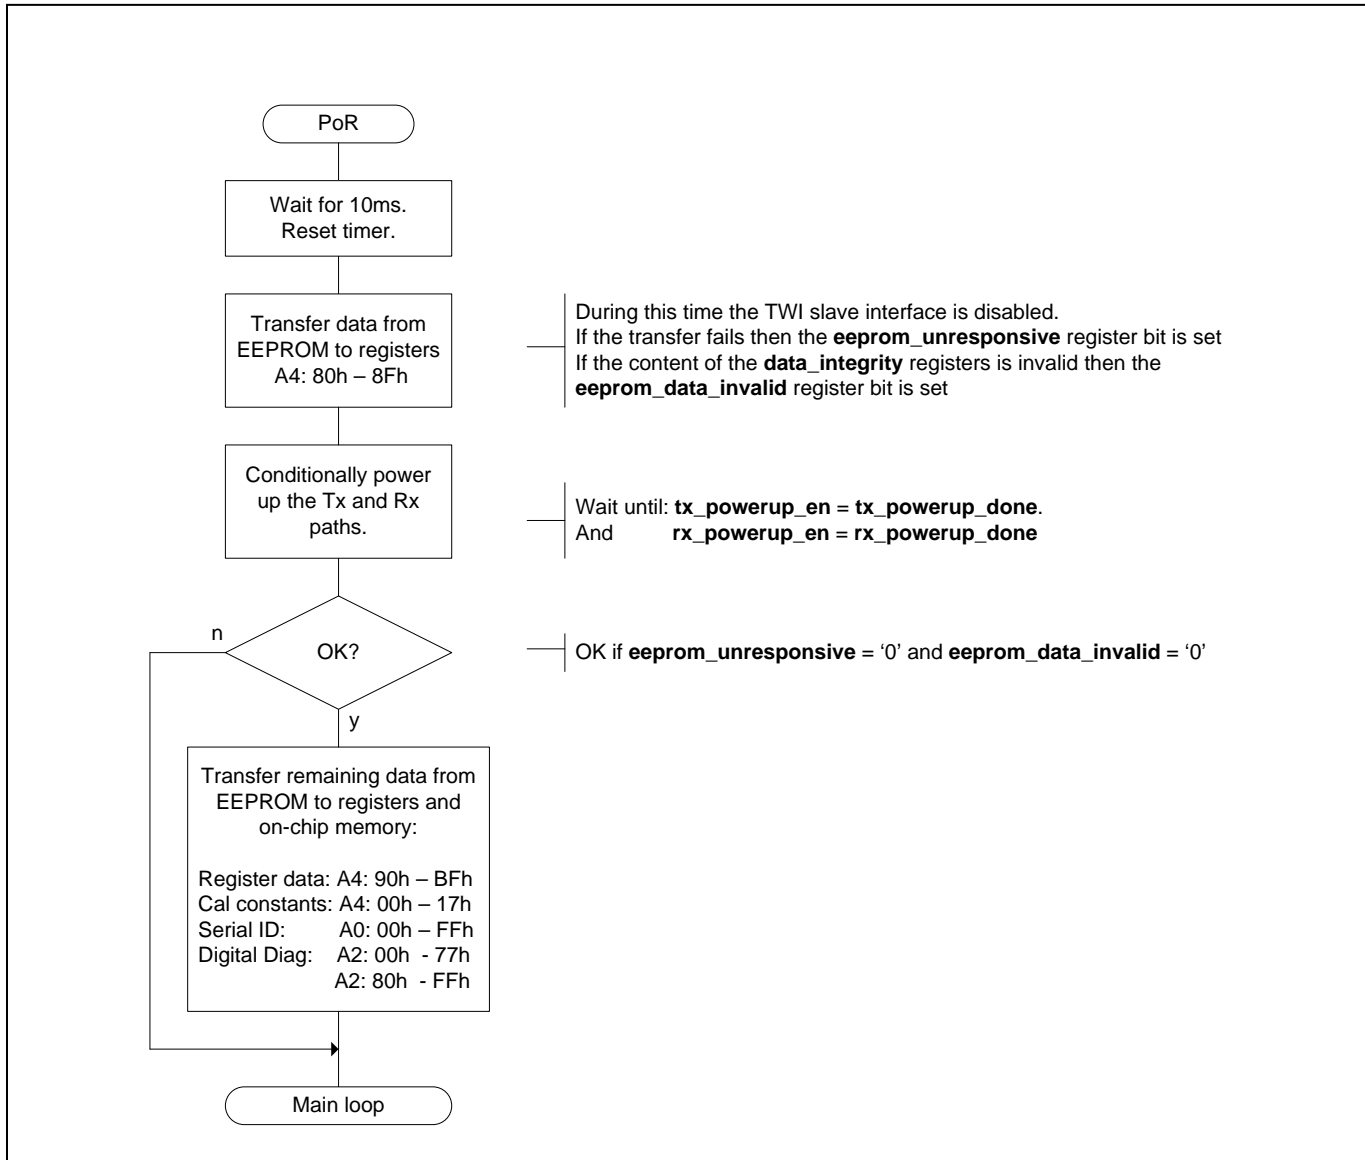 PoR
Wait for 10ms.
Reset timer.
Transfer data from
EEPROM to registers
A4: 80h – 8Fh
During this time the TWI slave interface is disabled.
If the transfer fails then the eeprom_unresponsive register bit is set
If the content of the data_integrity registers is invalid then the
eeprom_data_invalid register bit is set
Conditionally power
up the Tx and Rx
paths.
Wait until: tx_powerup_en = tx_powerup_done.
And rx_powerup_en = rx_powerup_done
n
OK?
OK if eeprom_unresponsive = ‘0’ and eeprom_data_invalid = ‘0’
y
Transfer remaining data from
EEPROM to registers and
on-chip memory:
Register data: A4: 90h – BFh
Cal constants: A4: 00h – 17h
Serial ID: A0: 00h – FFh
Digital Diag: A2: 00h - 77h
A2: 80h - FFh
Main loop